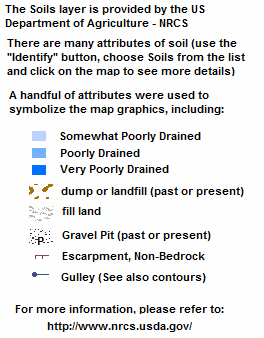 The Soils layer is provided by the US
Department of Agriculture - NRCS
There are many attributes of soil (use the
"Identify" button, choose Soils from the list
and click on the map to see more details)
A handful of attributes were used to
symbolize the map graphics, including:
Somewhat Poorly Drained
Poorly Drained
Very Poorly Drained
dump or landfill (past or present)
fill land
P
Gravel Pit (past or present)
Escarpment, Non-Bedrock
Gulley (See also contours)
For more information, please refer to:
http://www.nrcs.usda.gov/